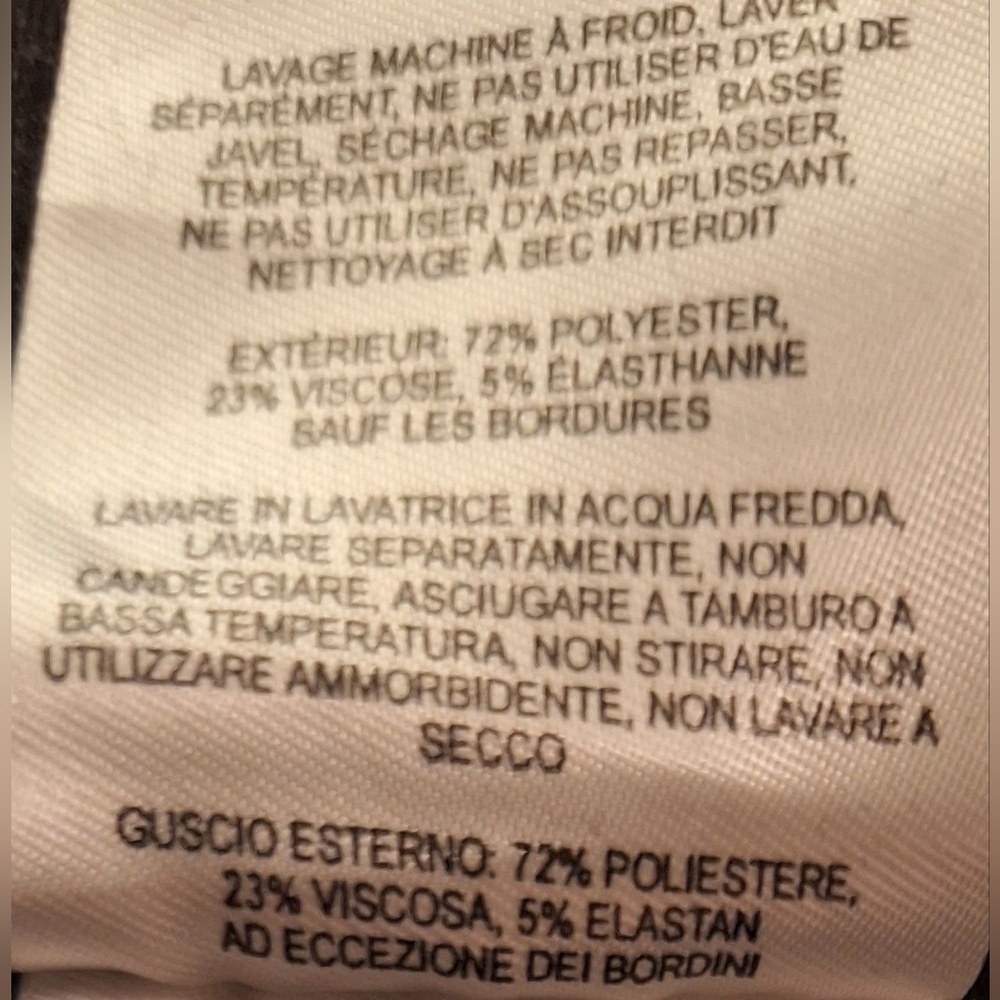 LAVAGE MACHINE À FROID, LAVER
SÉPARÉMENT, NE PAS UTILISER D'EAU DE
JAVEL, SÉCHAGE MACHINE, BASSE
TEMPÉRATURE, NE PAS REPASSER,
NE PAS UTILISER D'ASSOUPLISSANT,
NETTOYAGE À SEC INTERDIT
EXTÉRIEUR: 72% POLYESTER,
23% VISCOSE, 5% ÉLASTHANNE
SAUF LES BORDURES
LAVARE IN LAVATRICE IN ACQUA FREDDA,
LAVARE SEPARATAMENTE, NON
CANDEGGIARE, ASCIUGARE A TAMBURO A
BASSA TEMPERATURA, NON STIRARE, NON
UTILIZZARE AMMORBIDENTE, NON LAVARE A
SECCO
GUSCIO ESTERNO: 72% POLIESTERE,
23% VISCOSA, 5% ELASTAN
AD ECCEZIONE DEI BORDINI